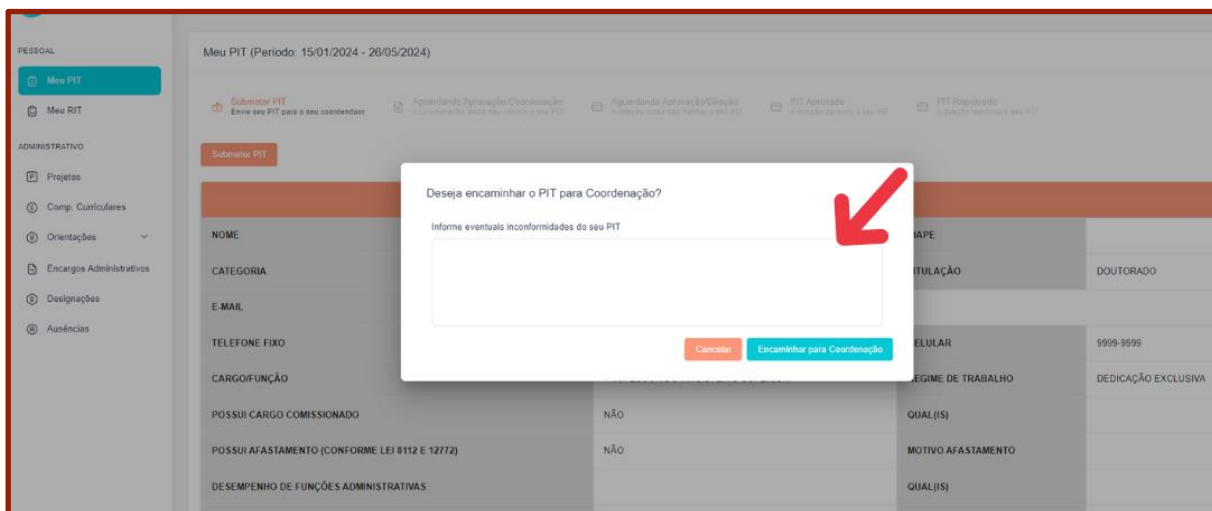 PESSOAL
Meu PIT
Meu RIT
ADMINISTRATIVO
Projetos
Comp. Curriculares
Orientações
Encargos Administrativos
Designações
Ausências
Meu PIT (Período: 15/01/2024 - 26/05/2024)
Submeter PIT
Envie seu PIT para o seu coordendaor
Aguardando Aprovação/Coordenação
Aguardando Aprovação/Direção
PIT Aprovado
PIT Reprovado
Submeter PIT
Deseja encaminhar o PIT para Coordenação?
Informe eventuais inconformidades do seu PIT
Cancelar Encaminhar para Coordenação
NOME IAPE
CATEGORIA ITULAÇÃO DOUTORADO
E-MAIL
TELEFONE FIXO ELULAR 9999-9999
CARGO/FUNÇÃO EGIME DE TRABALHO DEDICAÇÃO EXCLUSIVA
POSSUI CARGO COMISSIONADO NÃO QUAL(IS)
POSSUI AFASTAMENTO (CONFORME LEI 8112 E 12772) NÃO MOTIVO AFASTAMENTO
DESEMPENHO DE FUNÇÕES ADMINISTRATIVAS QUAL(IS)